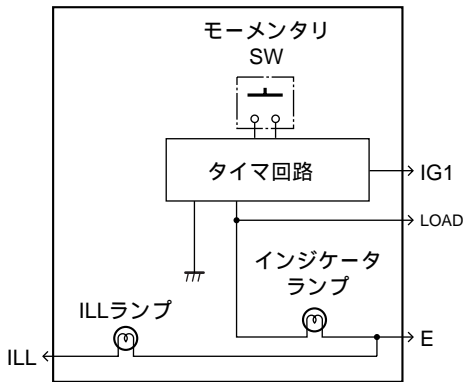 モーメンタリ
SW
タイマ回路
IG1
LOAD
インジケータ
ランプ
ILLランプ
E
ILL